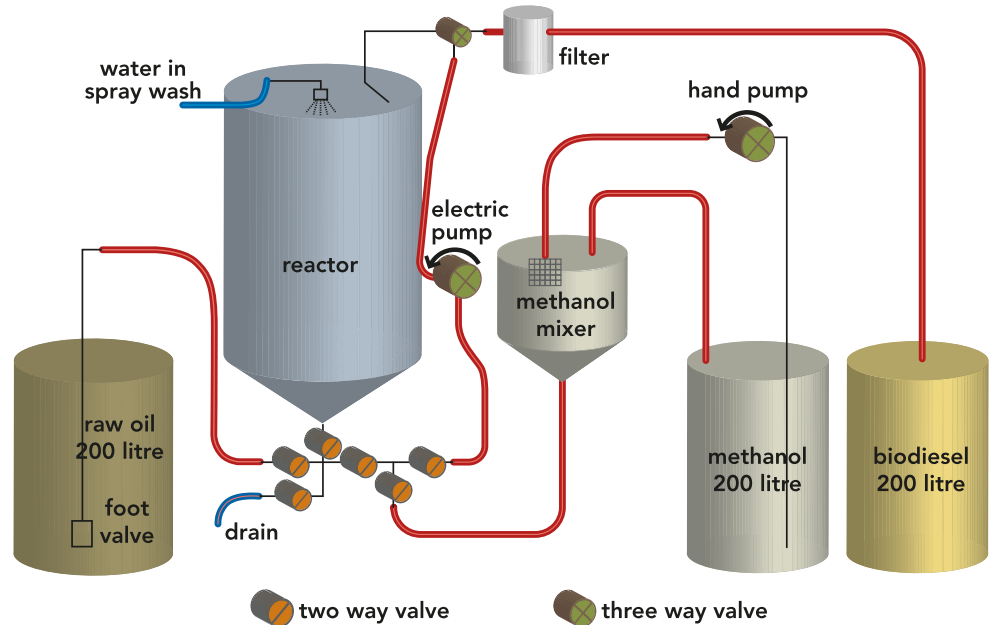 water in
spray wash
filter
hand pump
electric
pump
reactor
methanol
mixer
raw oil
200 litre
foot
valve
drain
methanol
200 litre
biodiesel
200 litre
two way valve
three way valve